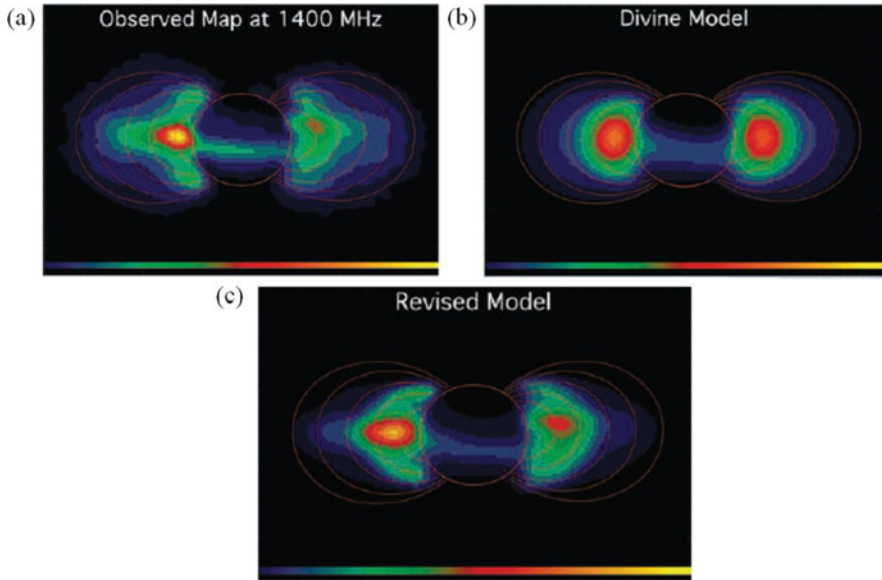 (a)
Observed Map at 1400 MHz
(b)
Divine Model
(c)
Revised Model